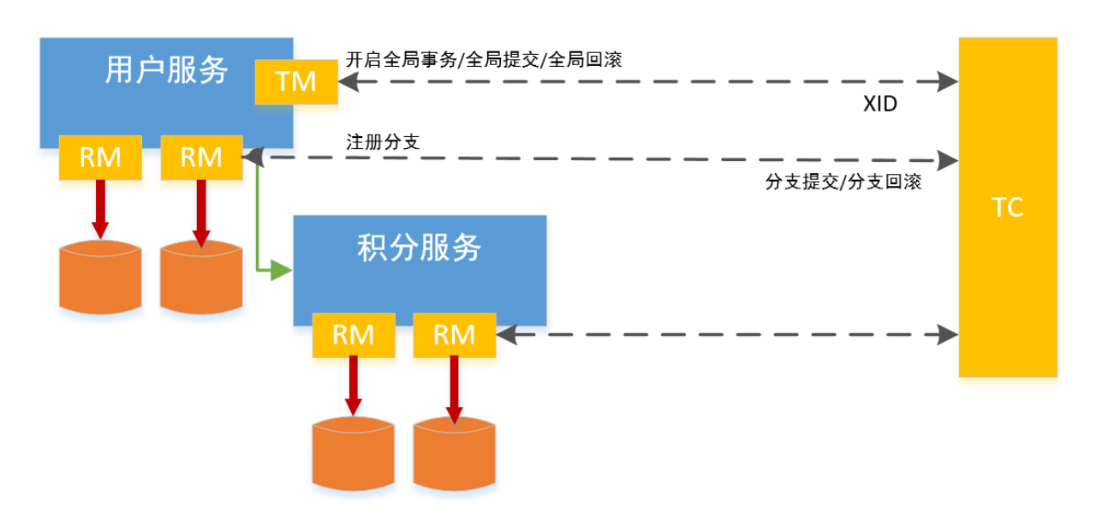 用户服务
TM
开启全局事务/全局提交/全局回滚
XID
RM
RM
注册分支
分支提交/分支回滚
TC
积分服务
RM
RM